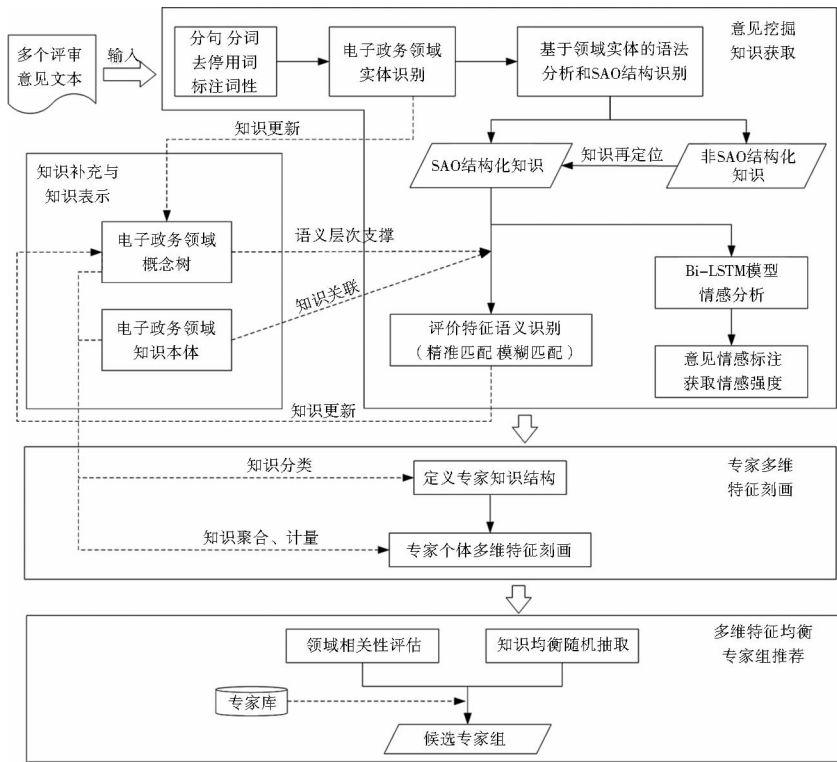 多个评审
意见文本
输入
分句 分词
去停用词
标注词性
电子政务领域
实体识别
基于领域实体的语法
分析和SAO结构识别
意见挖掘
知识获取
知识更新
SAO结构化知识
知识再定位
非SAO结构化
知识
知识补充与
知识表示
电子政务领域
概念树
语义层次支撑
Bi-LSTM模型
情感分析
知识关联
电子政务领域
知识本体
评价特征语义识别
（精准匹配 模糊匹配）
意见情感标注
获取情感强度
知识更新
知识分类
定义专家知识结构
专家多维
特征刻画
知识聚合、计量
专家个体多维特征刻画
领域相关性评估
知识均衡随机抽取
多维特征均衡
专家组推荐
专家库
候选专家组